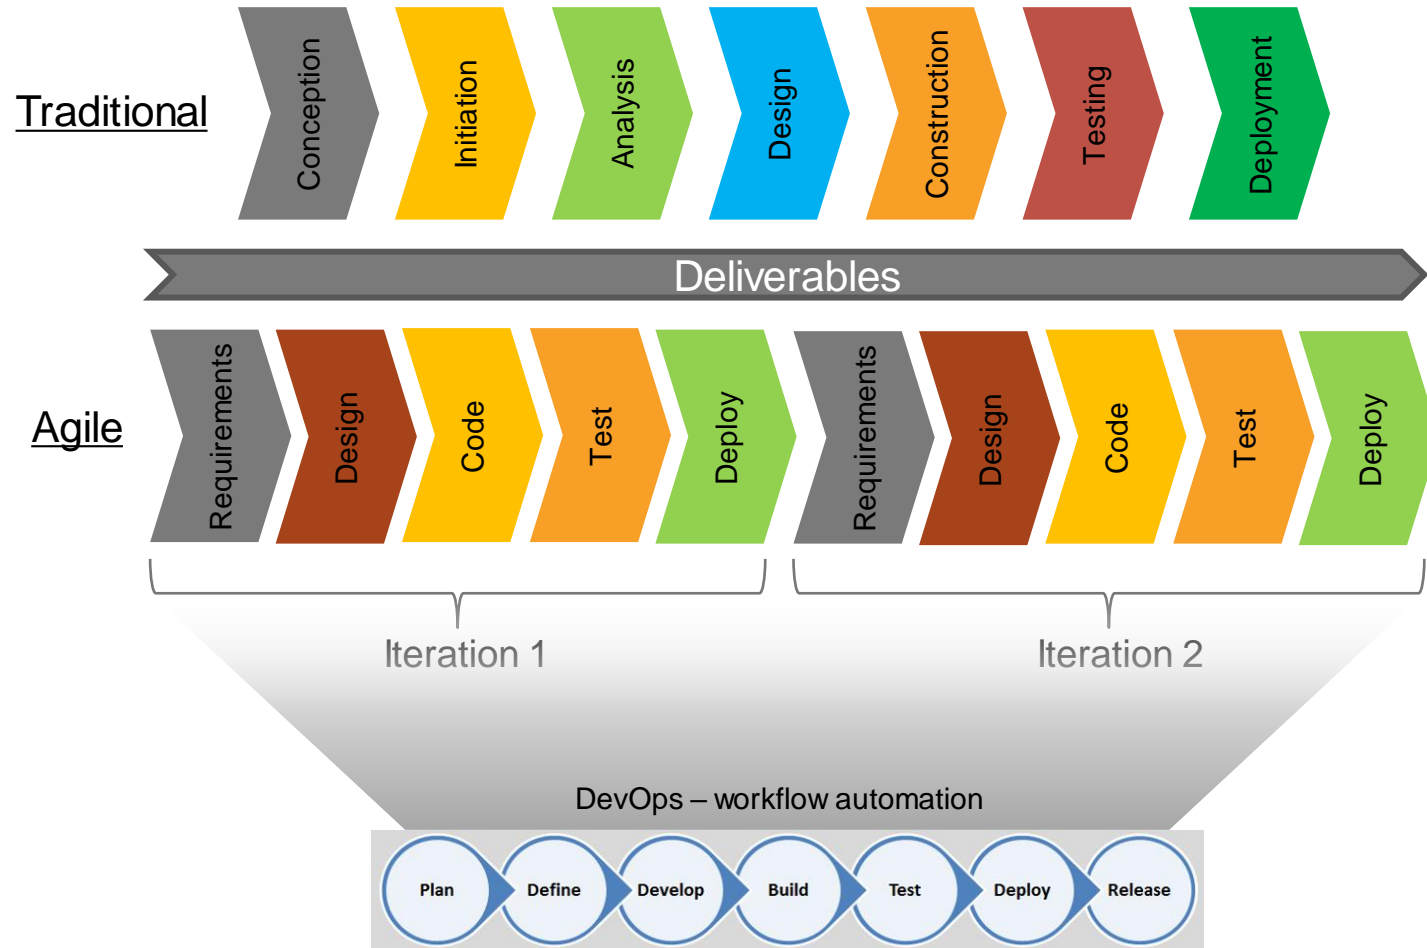 Traditional
Conception
Initiation
Analysis
Design
Construction
Testing
Deployment
Deliverables
Agile
Requirements
Design
Code
Test
Deploy
Requirements
Design
Code
Test
Deploy
Iteration 1
Iteration 2
DevOps – workflow automation
Plan
Define
Develop
Build
Test
Deploy
Release